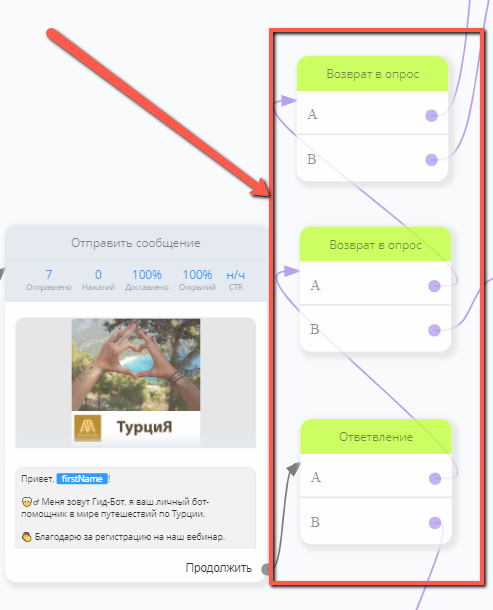 Возврат в опрос
A
B
Возврат в опрос
A
B
Ответвление
A
B
Отправить сообщение
7 0 100% 100% н/ч
Отправлено Нажатий Доставлено Открытий CTR
ТурциЯ
Привет, firstName !
Меня зовут Гид-Бот, я ваш личный бот-
помощник в мире путешествий по Турции.
Благодарю за регистрацию на наш вебинар.
Продолжить